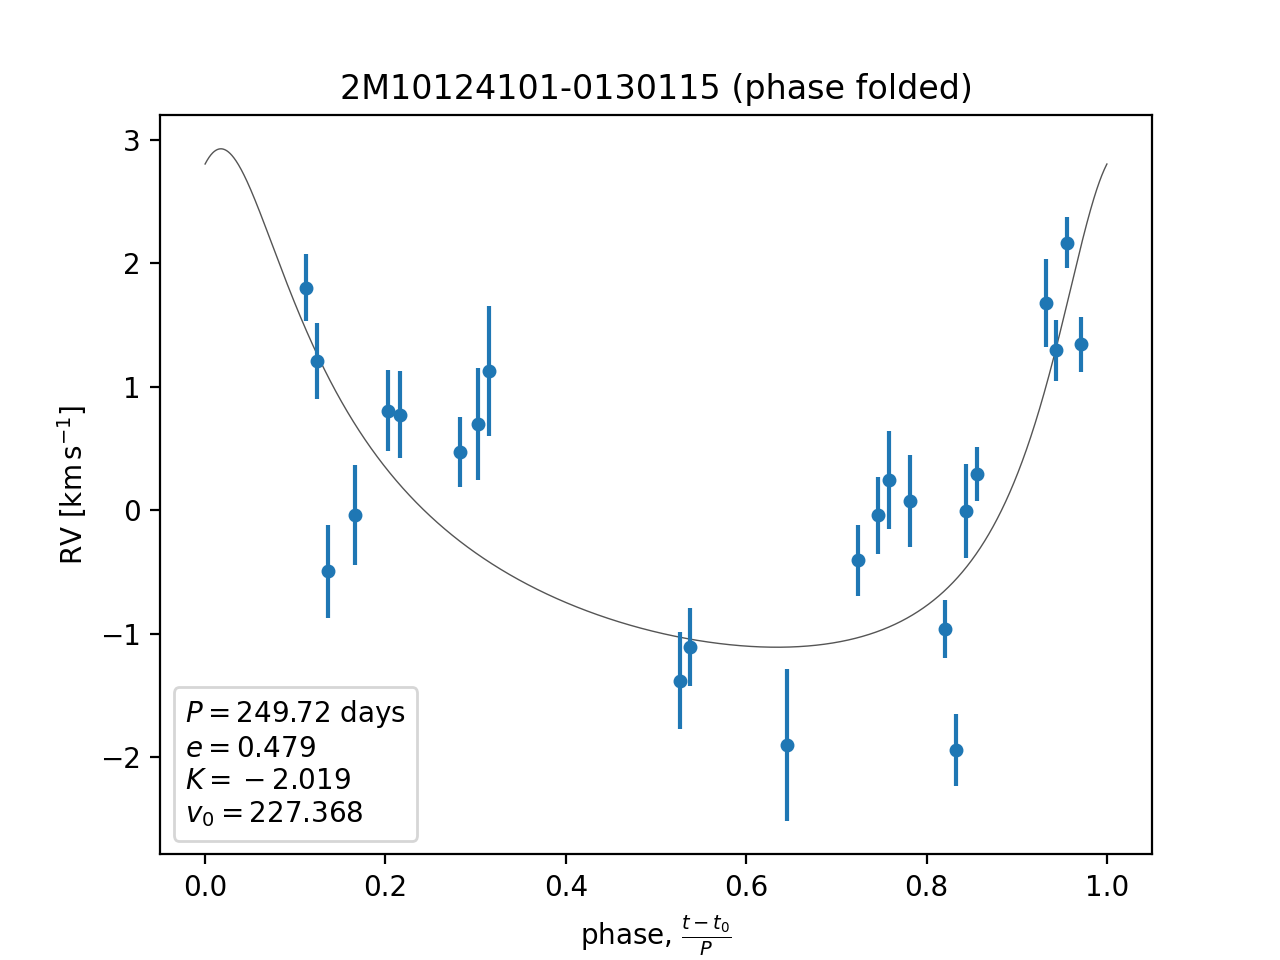 2M10124101-0130115 (phase folded)
3
2
1
0
−1
−2
RV [km s⁻¹]
P = 249.72 days
e = 0.479
K = −2.019
v₀ = 227.368
0.0 0.2 0.4 0.6 0.8 1.0
phase, (t − t₀)/P